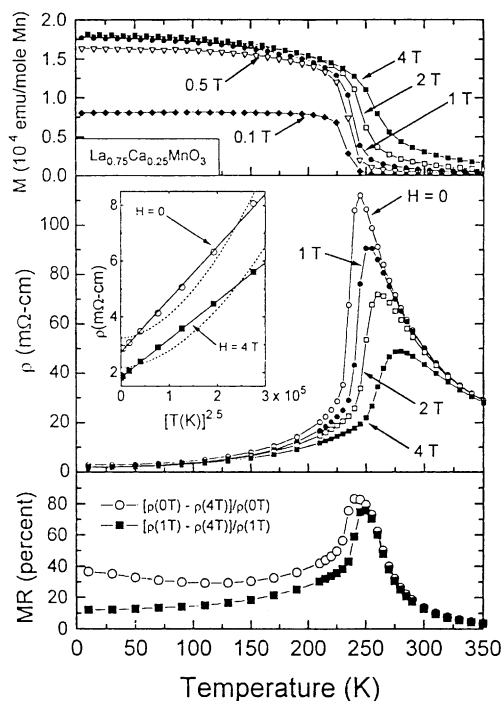 2.0
1.5
1.0
0.5
0.0
M (10⁴ emu/mole Mn)
0.5 T
0.1 T
4 T
2 T
1 T
La₀.₇₅Ca₀.₂₅MnO₃
120
100
80
60
40
20
0
ρ (mΩ-cm)
H = 0
1 T
2 T
4 T
8
6
4
2
ρ(mΩ-cm)
H = 0
H = 4 T
0
1
2
3 x 10⁵
[T(K)]²·⁵
80
60
40
20
0
MR (percent)
[ρ(0T) - ρ(4T)]/ρ(0T)
[ρ(1T) - ρ(4T)]/ρ(1T)
0 50 100 150 200 250 300 350
Temperature (K)